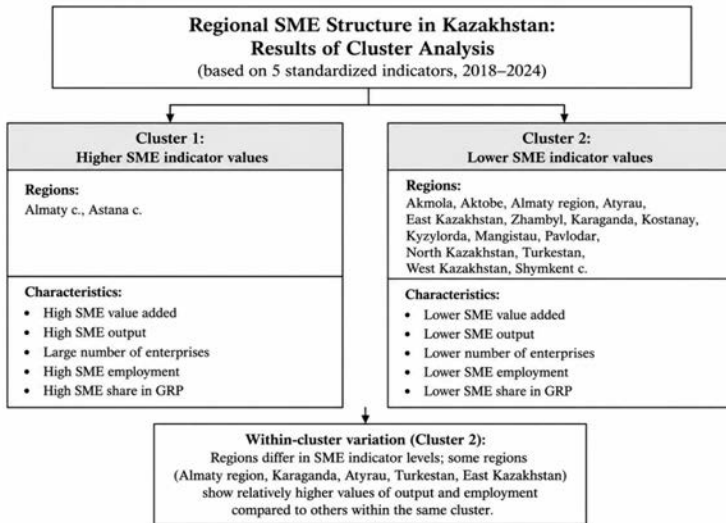 Regional SME Structure in Kazakhstan:
Results of Cluster Analysis
(based on 5 standardized indicators, 2018–2024)
Cluster 1:
Higher SME indicator values
Regions:
Almaty c., Astana c.
Characteristics:
• High SME value added
• High SME output
• Large number of enterprises
• High SME employment
• High SME share in GRP
Cluster 2:
Lower SME indicator values
Regions:
Akmola, Aktobe, Almaty region, Atyrau,
East Kazakhstan, Zhambyl, Karaganda, Kostanay,
Kyzylorda, Mangistau, Pavlodar,
North Kazakhstan, Turkestan,
West Kazakhstan, Shymkent c.
Characteristics:
• Lower SME value added
• Lower SME output
• Lower number of enterprises
• Lower SME employment
• Lower SME share in GRP
Within-cluster variation (Cluster 2):
Regions differ in SME indicator levels; some regions
(Almaty region, Karaganda, Atyrau, Turkestan, East Kazakhstan)
show relatively higher values of output and employment
compared to others within the same cluster.